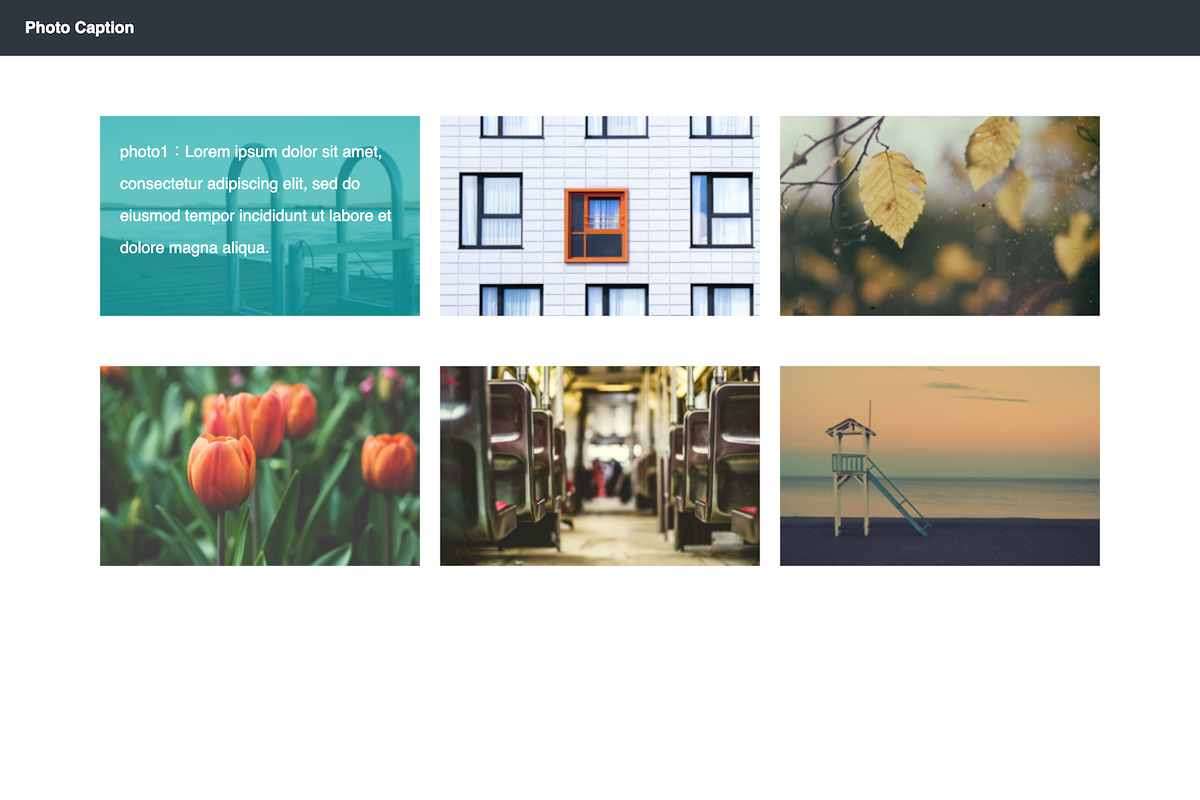 Photo Caption
photo1：Lorem ipsum dolor sit amet,
consectetur adipiscing elit, sed do
eiusmod tempor incididunt ut labore et
dolore magna aliqua.